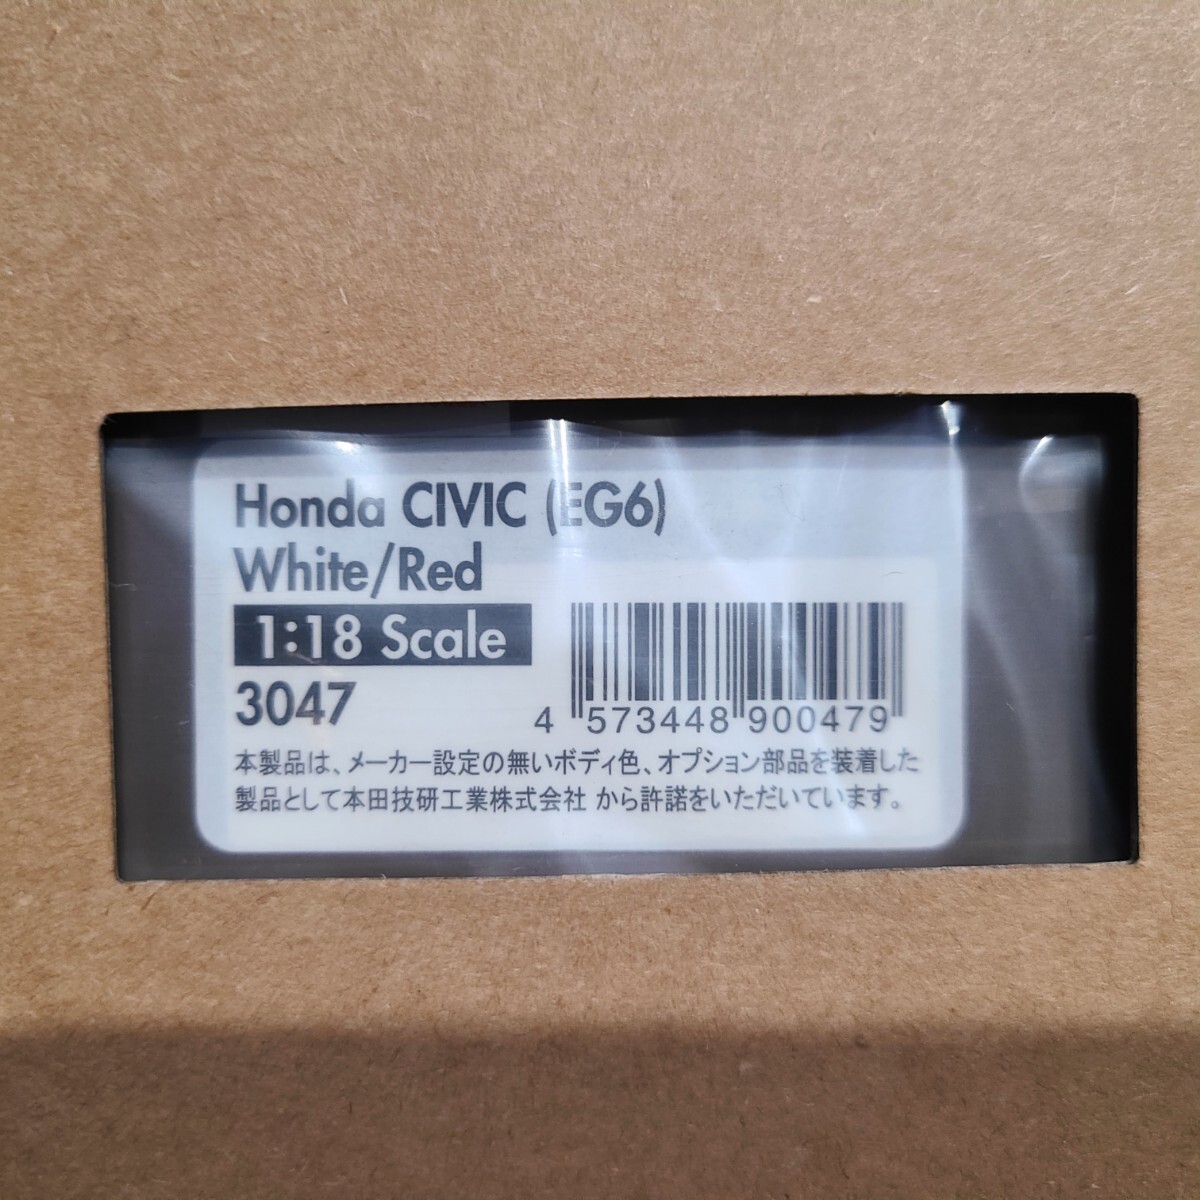 Honda CIVIC (EG6)
White/Red
1:18 Scale
3047
4 573448 900479
本製品は、メーカー設定の無いボディ色、オプション部品を装着した
製品として本田技研工業株式会社 から許諾をいただいています。